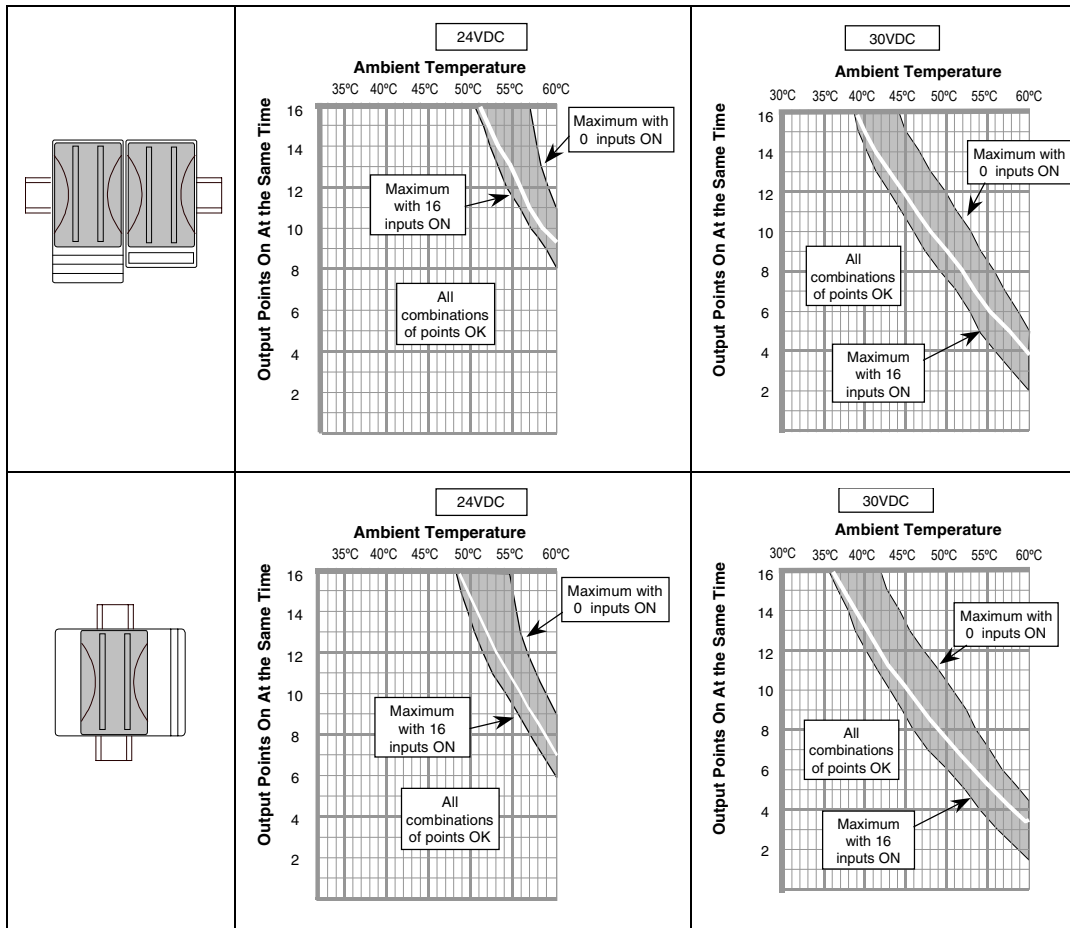 24VDC
Ambient Temperature
35ºC 40ºC 45ºC 50ºC 55ºC 60ºC
Output Points On At the Same Time
16
14
12
10
8
6
4
2
Maximum with
0 inputs ON
Maximum
with 16
inputs ON
All
combinations
of points OK
30VDC
Ambient Temperature
30ºC 35ºC 40ºC 45ºC 50ºC 55ºC 60ºC
Output Points On At the Same Time
16
14
12
10
8
6
4
2
Maximum with
0 inputs ON
All
combinations
of points OK
Maximum
with 16
inputs ON
24VDC
Ambient Temperature
35ºC 40ºC 45ºC 50ºC 55ºC 60ºC
Output Points On At the Same Time
16
14
12
10
8
6
4
2
Maximum with
0 inputs ON
Maximum
with 16
inputs ON
All
combinations
of points OK
30VDC
Ambient Temperature
30ºC 35ºC 40ºC 45ºC 50ºC 55ºC 60ºC
Output Points On At the Same Time
16
14
12
10
8
6
4
2
Maximum with
0 inputs ON
All
combinations
of points OK
Maximum
with 16
inputs ON